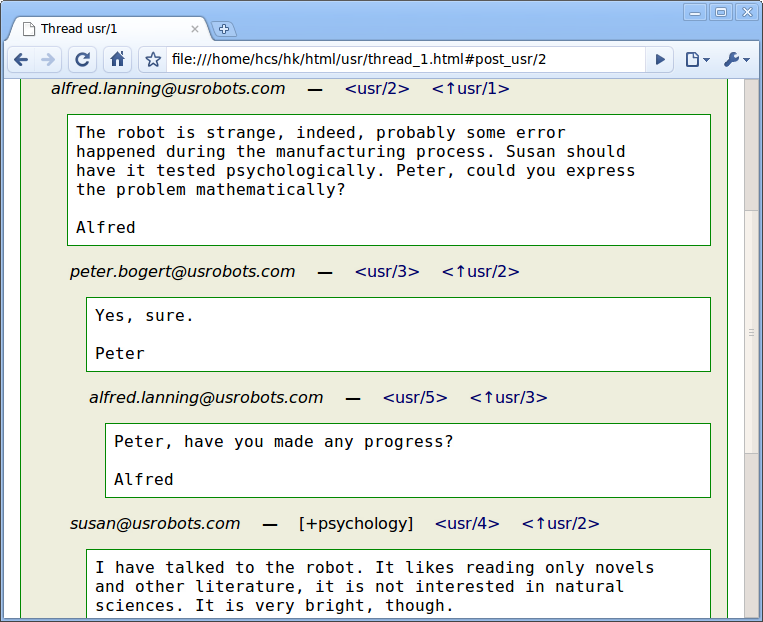 Thread usr/1
file:///home/hcs/hk/html/usr/thread_1.html#post_usr/2
alfred.lanning@usrobots.com — <usr/2> <↑usr/1>
The robot is strange, indeed, probably some error
happened during the manufacturing process. Susan should
have it tested psychologically. Peter, could you express
the problem mathematically?
Alfred
peter.bogert@usrobots.com — <usr/3> <↑usr/2>
Yes, sure.
Peter
alfred.lanning@usrobots.com — <usr/5> <↑usr/3>
Peter, have you made any progress?
Alfred
susan@usrobots.com — [+psychology] <usr/4> <↑usr/2>
I have talked to the robot. It likes reading only novels
and other literature, it is not interested in natural
sciences. It is very bright, though.